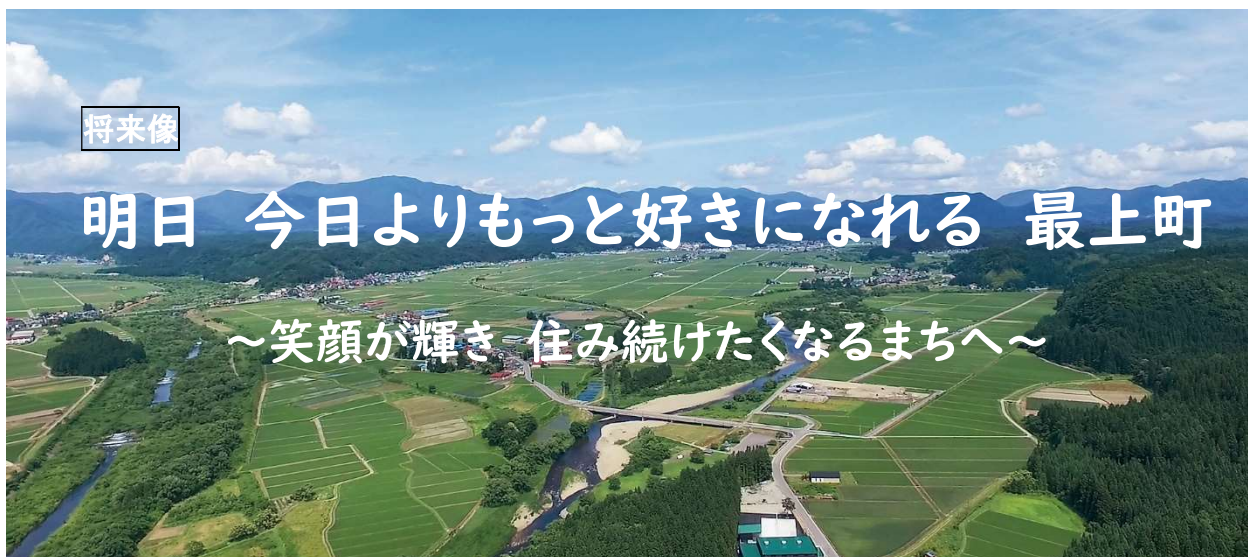 将来像
明日 今日よりもっと好きになれる 最上町
～笑顔が輝き 住み続けたくなるまちへ～